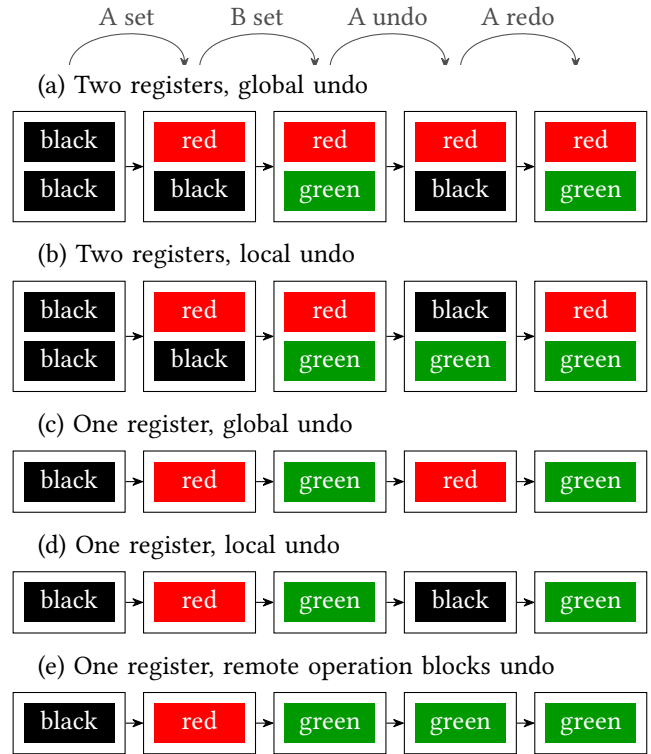 A set B set A undo A redo
(a) Two registers, global undo
black red red red red
black black green black green
(b) Two registers, local undo
black red red black red
black black green green green
(c) One register, global undo
black red green red green
(d) One register, local undo
black red green black green
(e) One register, remote operation blocks undo
black red green green green